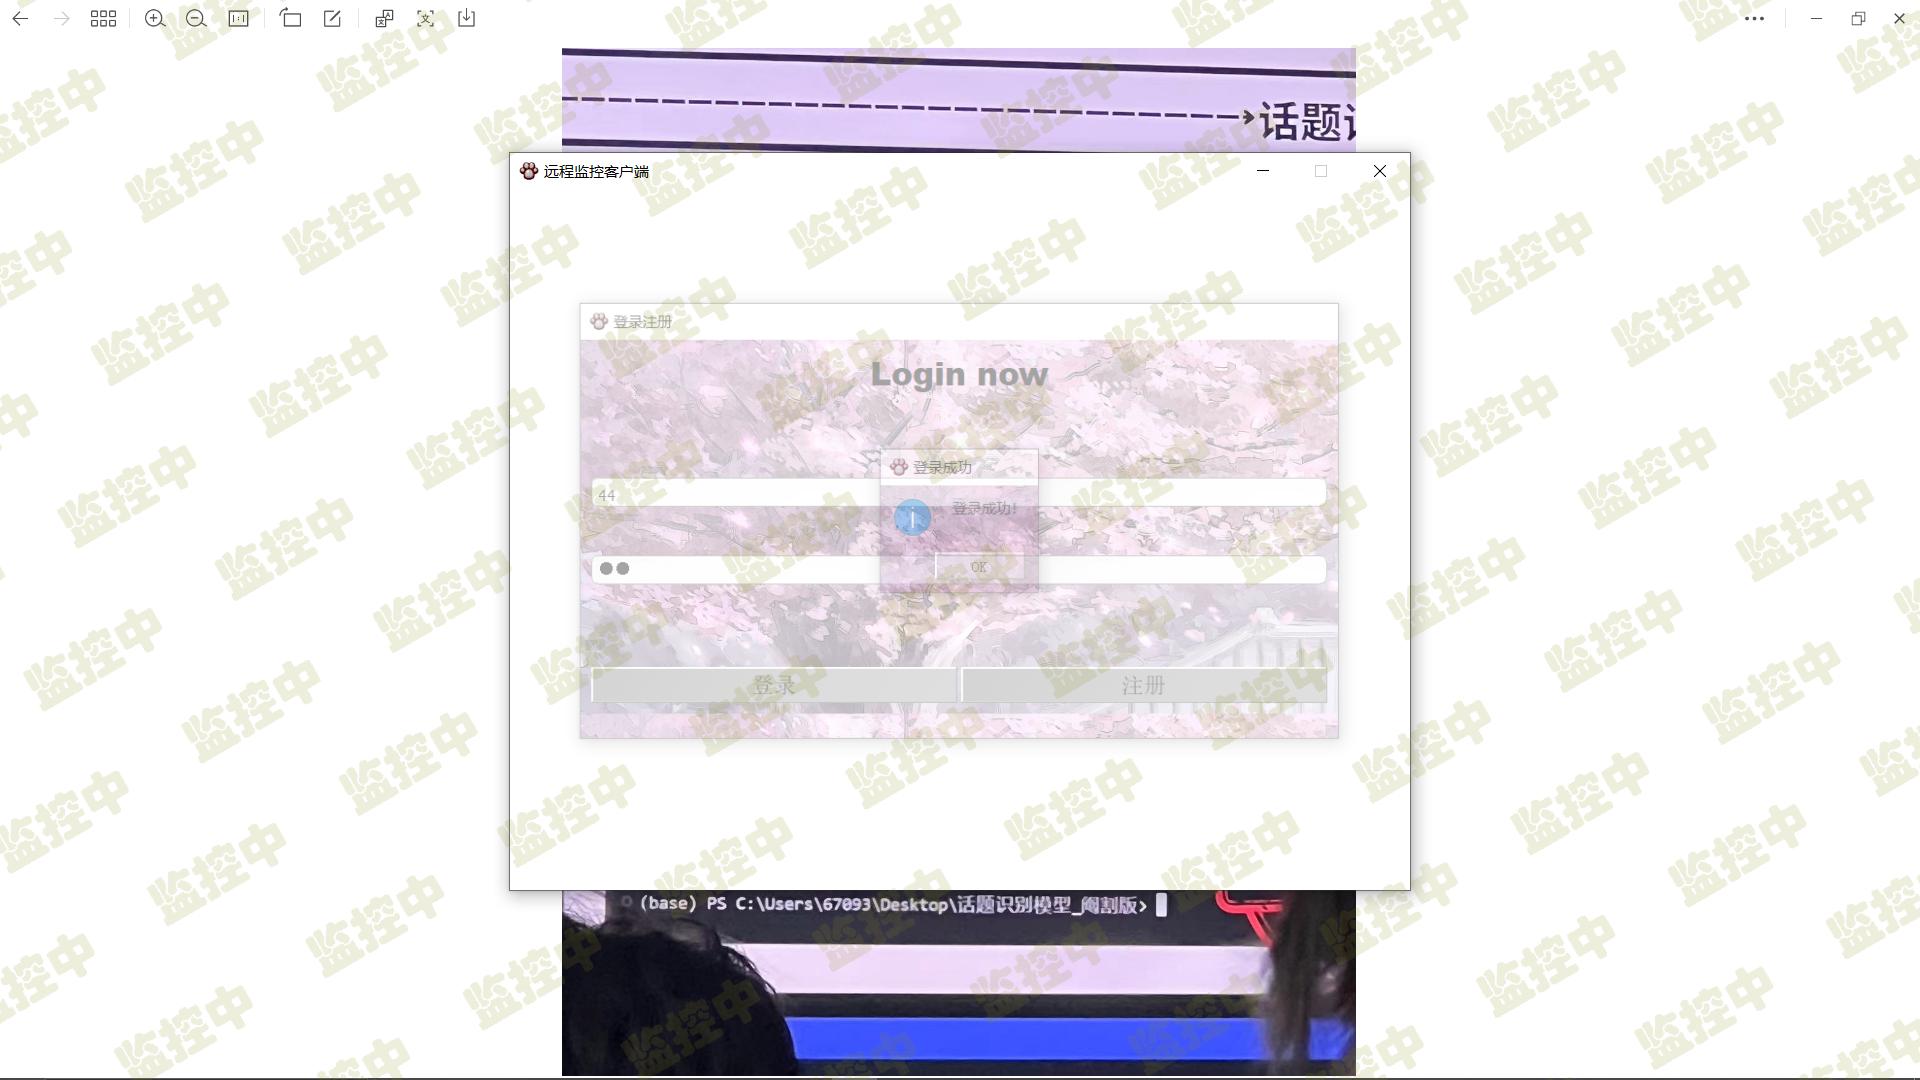 话题
远程监控客户端
登录注册
Login now
登录成功
44
登录成功!
OK
登录
注册
(base) PS C:\Users\67093\Desktop\话题识别模型_阉割版>
监控中